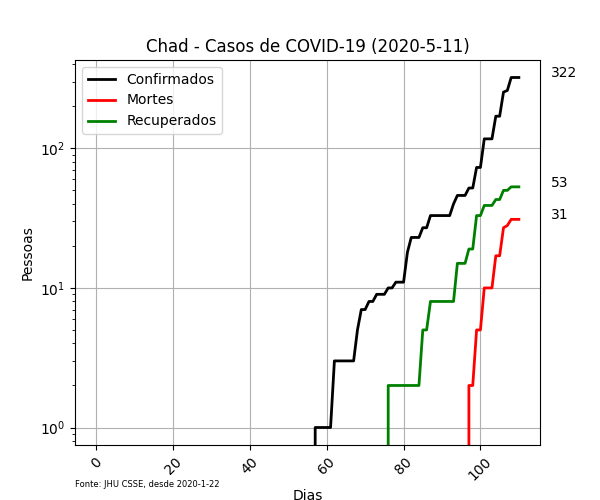 Chad - Casos de COVID-19 (2020-5-11)
Confirmados
Mortes
Recuperados
322
53
31
10²
10¹
10⁰
Pessoas
0
20
40
60
80
100
Dias
Fonte: JHU CSSE, desde 2020-1-22